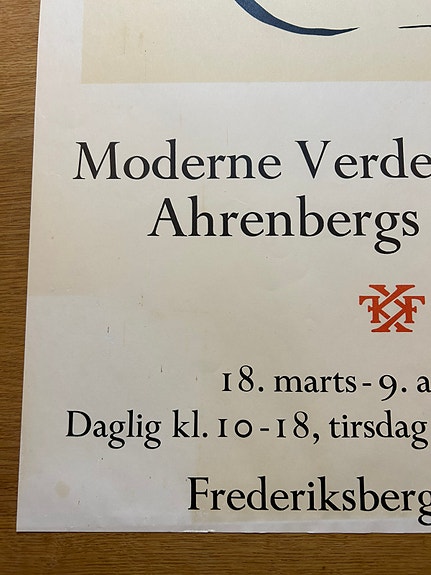 Moderne Verde
Ahrenbergs
18. marts - 9. a
Daglig kl. 10-18, tirsdag
Frederiksberg